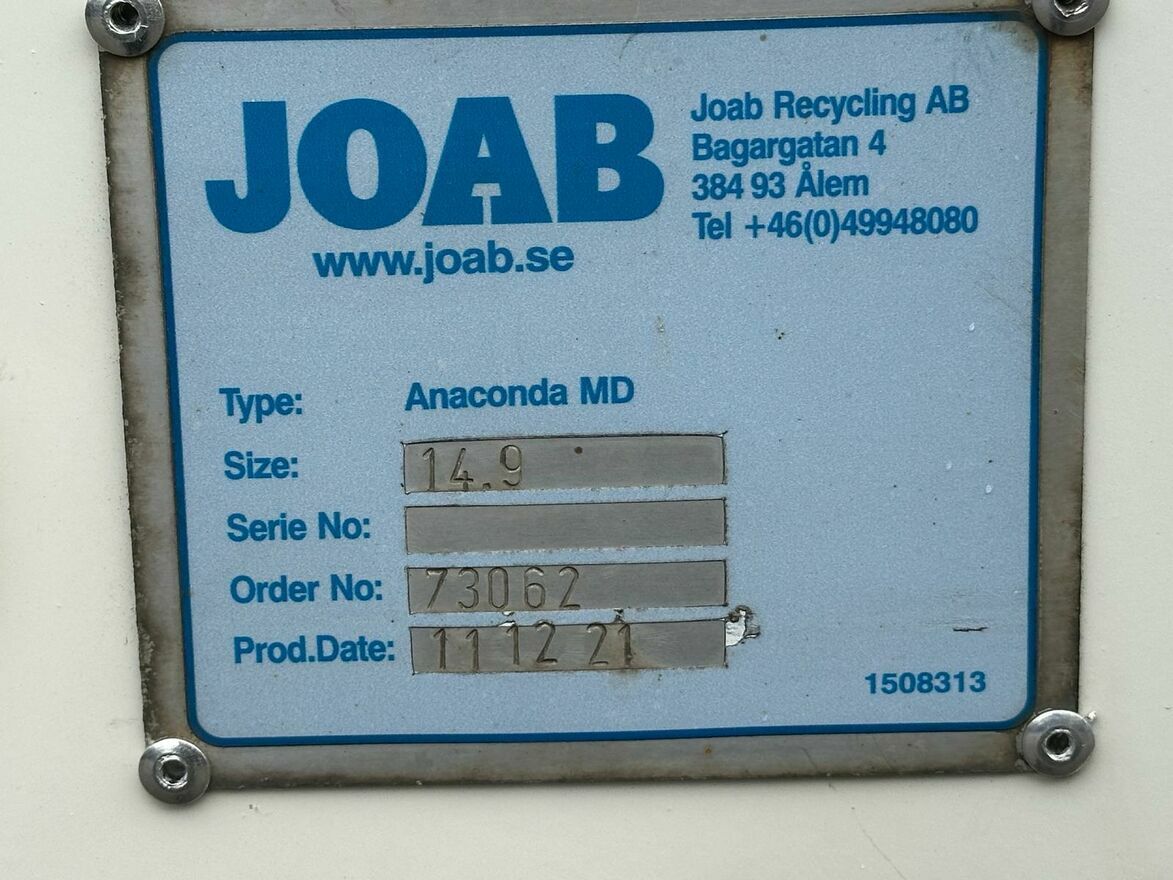 JOAB
www.joab.se
Joab Recycling AB
Bagargatan 4
384 93 Ålem
Tel +46(0)49948080
Type: Anaconda MD
Size: 14.9
Serie No:
Order No: 73062
Prod.Date: 11 12 21
1508313